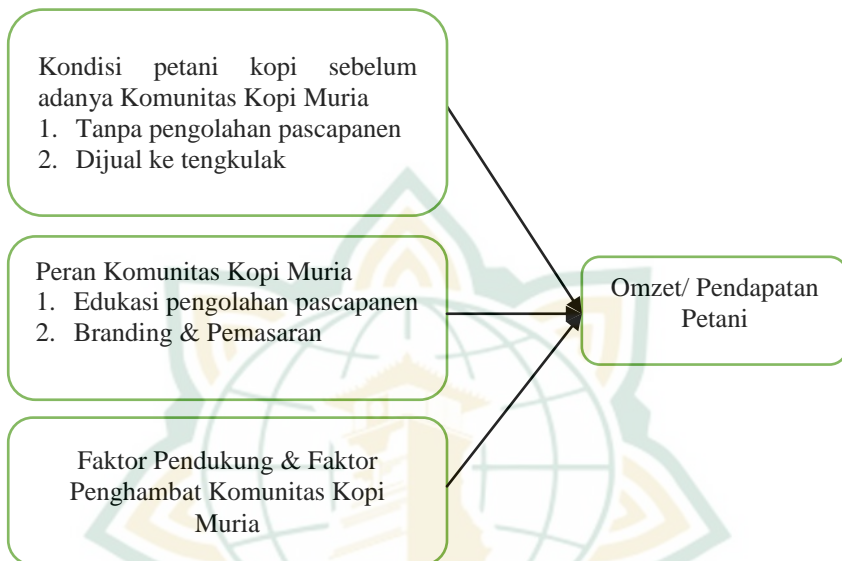 Kondisi petani kopi sebelum
adanya Komunitas Kopi Muria
1. Tanpa pengolahan pascapanen
2. Dijual ke tengkulak
Peran Komunitas Kopi Muria
1. Edukasi pengolahan pascapanen
2. Branding & Pemasaran
Faktor Pendukung & Faktor
Penghambat Komunitas Kopi
Muria
Omzet/ Pendapatan
Petani